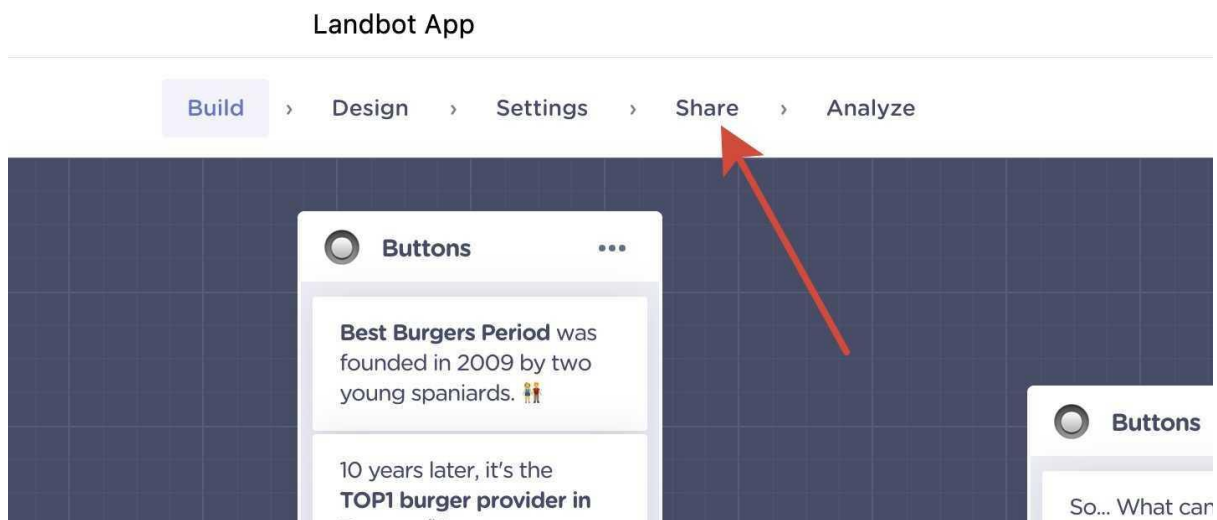 Landbot App
Build › Design › Settings › Share › Analyze
Buttons
Best Burgers Period was
founded in 2009 by two
young spaniards. 👫
10 years later, it's the
TOP1 burger provider in
Buttons
So... What can